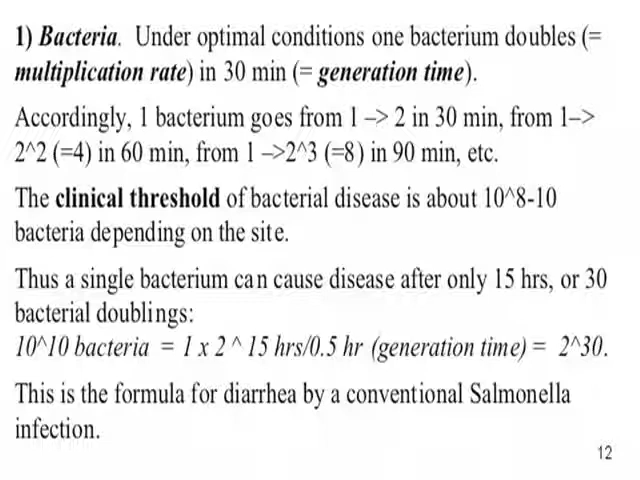 1) Bacteria. Under optimal conditions one bacterium doubles (=
multiplication rate) in 30 min (= generation time).
Accordingly, 1 bacterium goes from 1 –> 2 in 30 min, from 1–>
2^2 (=4) in 60 min, from 1 –>2^3 (=8) in 90 min, etc.
The clinical threshold of bacterial disease is about 10^8-10
bacteria depending on the site.
Thus a single bacterium can cause disease after only 15 hrs, or 30
bacterial doublings:
10^10 bacteria = 1 x 2 ^ 15 hrs/0.5 hr (generation time) = 2^30.
This is the formula for diarrhea by a conventional Salmonella
infection.
12